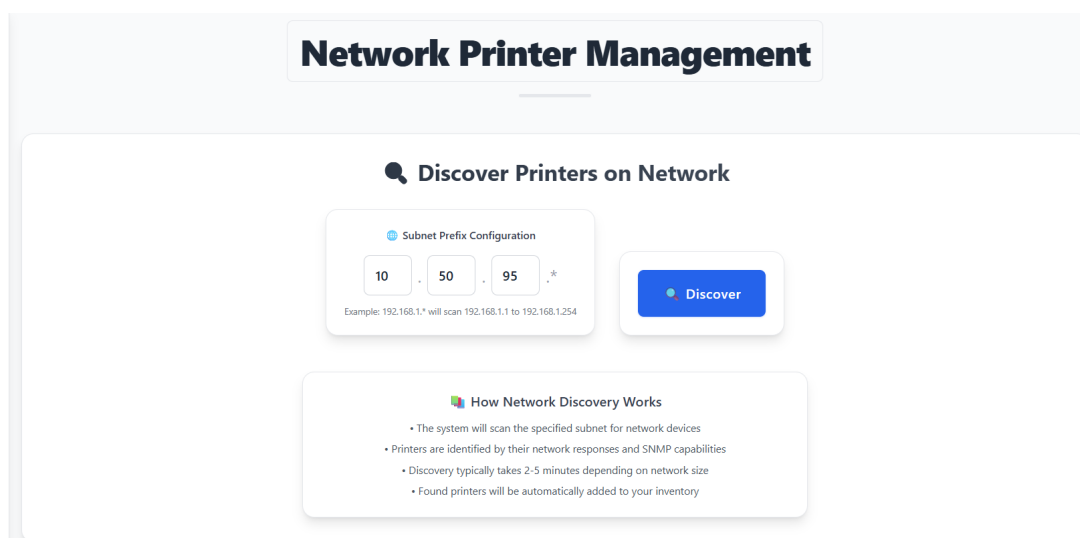 Network Printer Management
Discover Printers on Network
Subnet Prefix Configuration
10 . 50 . 95 .*
Example: 192.168.1.* will scan 192.168.1.1 to 192.168.1.254
Discover
How Network Discovery Works
• The system will scan the specified subnet for network devices
• Printers are identified by their network responses and SNMP capabilities
• Discovery typically takes 2-5 minutes depending on network size
• Found printers will be automatically added to your inventory